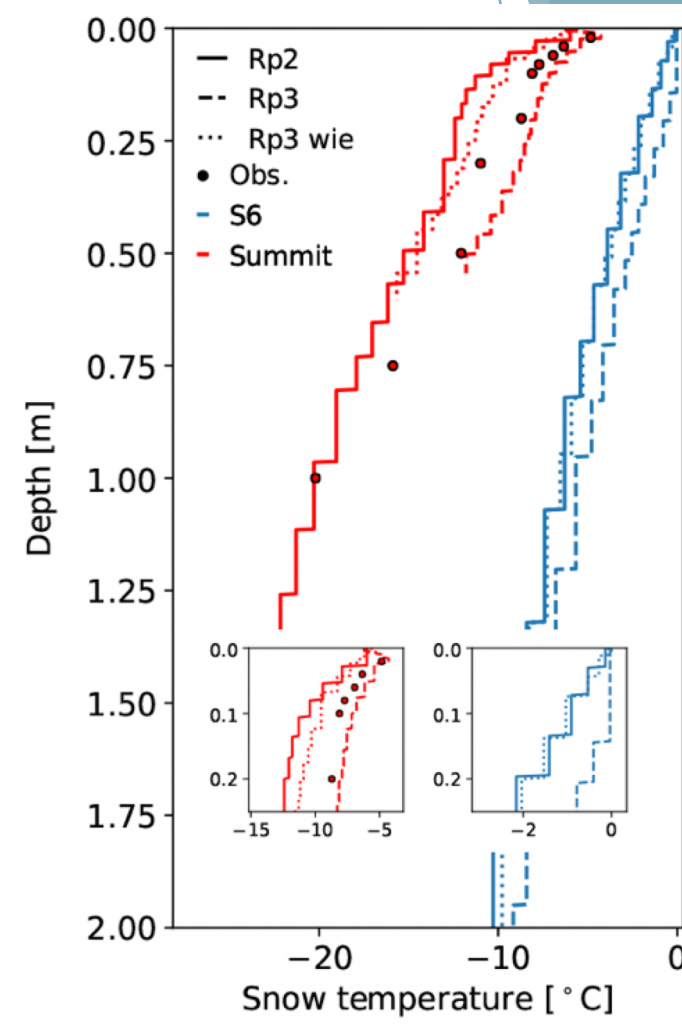 0.00
Rp2
Rp3
Rp3 wie
Obs.
S6
Summit
0.25
0.50
0.75
1.00
1.25
1.50
1.75
2.00
Depth [m]
0.0
0.1
0.2
−15 −10 −5
0.0
0.1
0.2
−2 0
−20 −10 0
Snow temperature [°C]